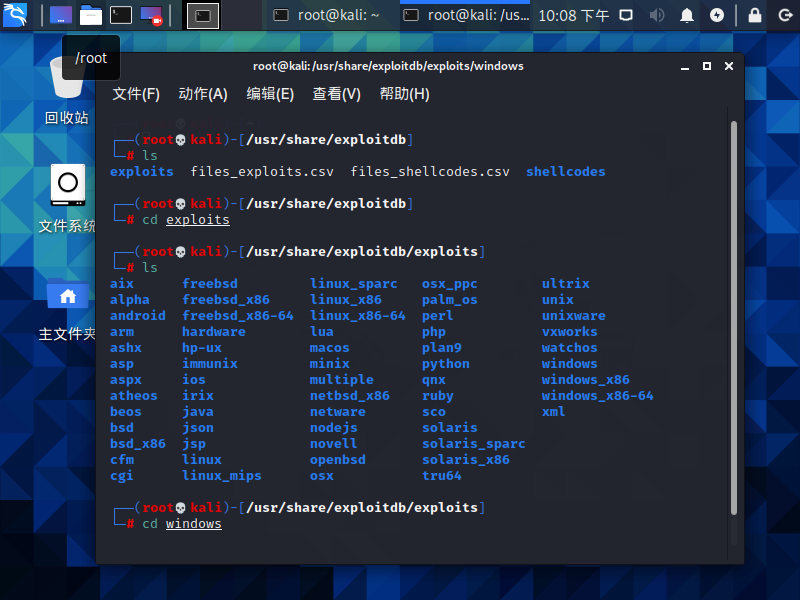 root@kali: ~
root@kali: /us...
10:08 下午
/root
回收站
文件系统
主文件夹
root@kali:/usr/share/exploitdb/exploits/windows
文件(F) 动作(A) 编辑(E) 查看(V) 帮助(H)
┌──(root💀kali)-[/usr/share/exploitdb]
└─# ls
exploits files_exploits.csv files_shellcodes.csv shellcodes
┌──(root💀kali)-[/usr/share/exploitdb]
└─# cd exploits
┌──(root💀kali)-[/usr/share/exploitdb/exploits]
└─# ls
aix freebsd linux_sparc osx_ppc ultrix
alpha freebsd_x86 linux_x86 palm_os unix
android freebsd_x86-64 linux_x86-64 perl unixware
arm hardware lua php vxworks
ashx hp-ux macos plan9 watchos
asp immunix minix python windows
aspx ios multiple qnx windows_x86
atheos irix netbsd_x86 ruby windows_x86-64
beos java netware sco xml
bsd json nodejs solaris
bsd_x86 jsp novell solaris_sparc
cfm linux openbsd solaris_x86
cgi linux_mips osx tru64
┌──(root💀kali)-[/usr/share/exploitdb/exploits]
└─# cd windows